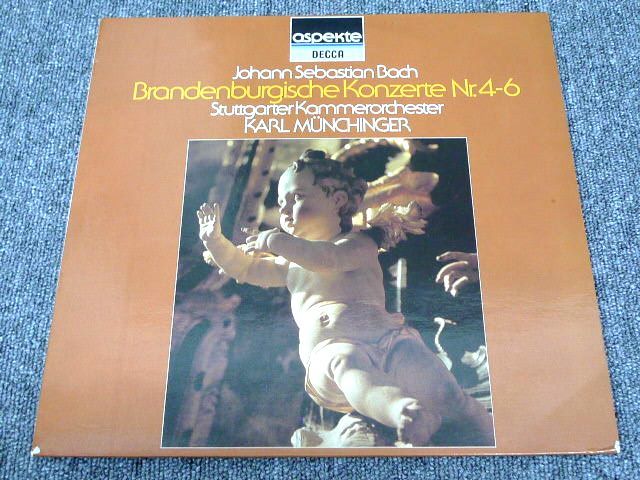 aspekte
DECCA
Johann Sebastian Bach
Brandenburgische Konzerte Nr. 4-6
Stuttgarter Kammerorchester
KARL MÜNCHINGER